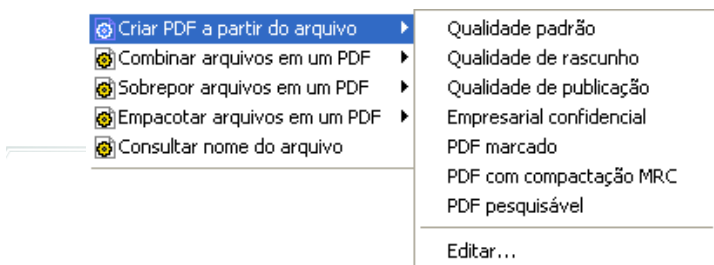 Criar PDF a partir do arquivo
Combinar arquivos em um PDF
Sobrepor arquivos em um PDF
Empacotar arquivos em um PDF
Consultar nome do arquivo
Qualidade padrão
Qualidade de rascunho
Qualidade de publicação
Empresarial confidencial
PDF marcado
PDF com compactação MRC
PDF pesquisável
Editar...